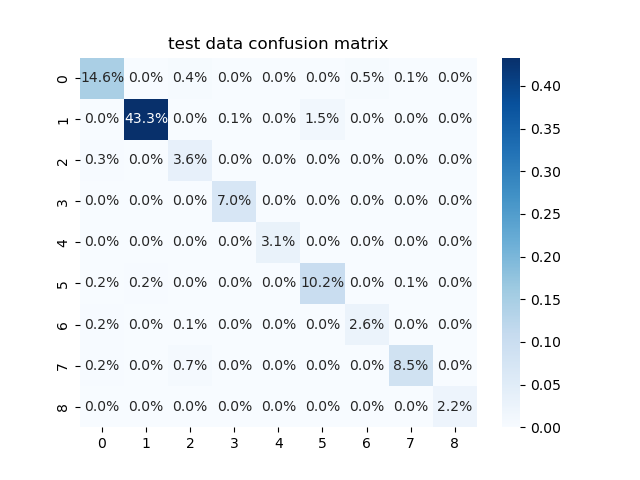 test data confusion matrix
0 14.6% 0.0% 0.4% 0.0% 0.0% 0.0% 0.5% 0.1% 0.0%
1 0.0% 43.3% 0.0% 0.1% 0.0% 1.5% 0.0% 0.0% 0.0%
2 0.3% 0.0% 3.6% 0.0% 0.0% 0.0% 0.0% 0.0% 0.0%
3 0.0% 0.0% 0.0% 7.0% 0.0% 0.0% 0.0% 0.0% 0.0%
4 0.0% 0.0% 0.0% 0.0% 3.1% 0.0% 0.0% 0.0% 0.0%
5 0.2% 0.2% 0.0% 0.0% 0.0% 10.2% 0.0% 0.1% 0.0%
6 0.2% 0.0% 0.1% 0.0% 0.0% 0.0% 2.6% 0.0% 0.0%
7 0.2% 0.0% 0.7% 0.0% 0.0% 0.0% 0.0% 8.5% 0.0%
8 0.0% 0.0% 0.0% 0.0% 0.0% 0.0% 0.0% 0.0% 2.2%
0 1 2 3 4 5 6 7 8
0.40
0.35
0.30
0.25
0.20
0.15
0.10
0.05
0.00